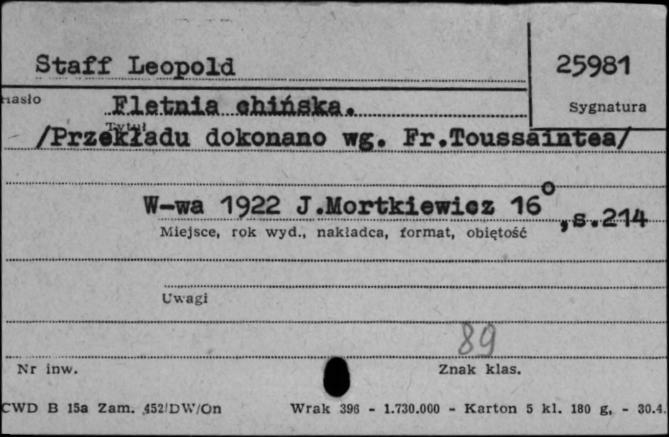 Staff Leopold
25981
hasło
Fletnia chińska.
Sygnatura
Tytuł
/Przekładu dokonano wg. Fr.Toussaintea/
W-wa 1922 J.Mortkiewicz 16° ,s.214
Miejsce, rok wyd., nakładca, format, objętość
Uwagi
89
Nr inw.
Znak klas.
CWD B 15a Zam. 452/DW/On Wrak 396 - 1.730.000 - Karton 5 kl. 180 g. - 30.4.